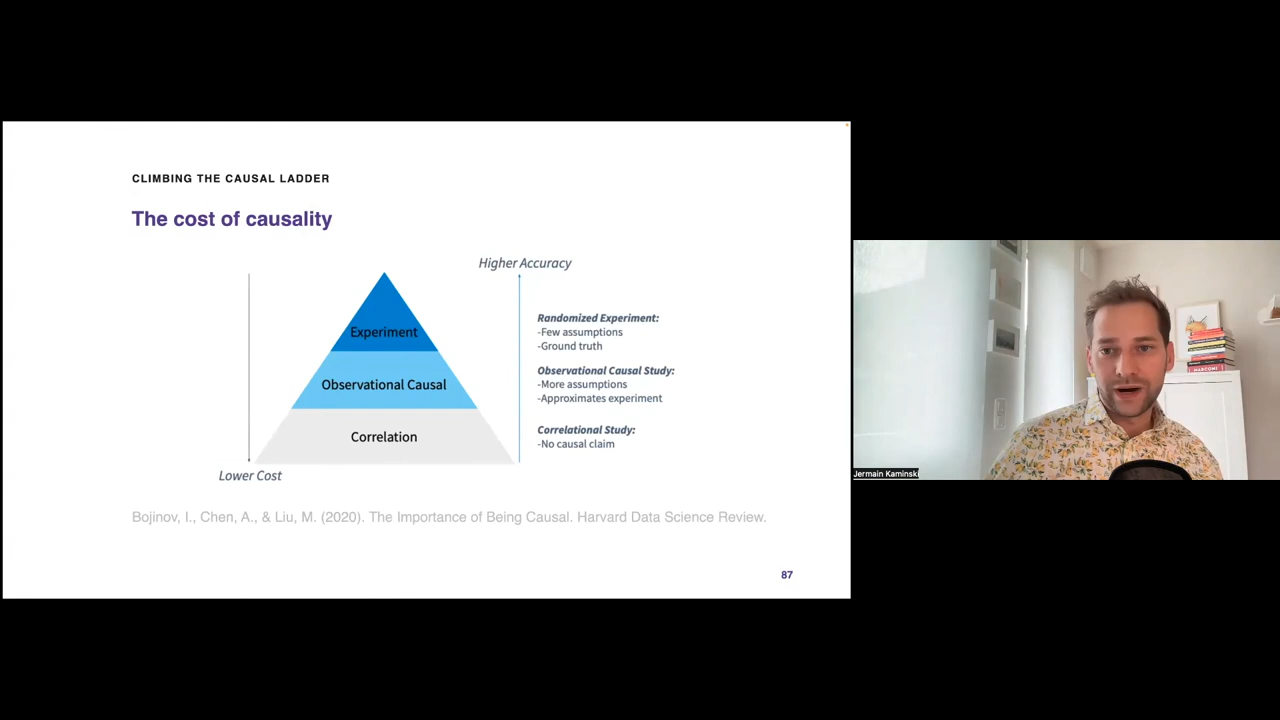 CLIMBING THE CAUSAL LADDER
The cost of causality
Higher Accuracy
Experiment
Observational Causal
Correlation
Lower Cost
Randomized Experiment:
-Few assumptions
-Ground truth
Observational Causal Study:
-More assumptions
-Approximates experiment
Correlational Study:
-No causal claim
Bojinov, I., Chen, A., & Liu, M. (2020). The Importance of Being Causal. Harvard Data Science Review.
87
MARCONI
Jermain Kaminski